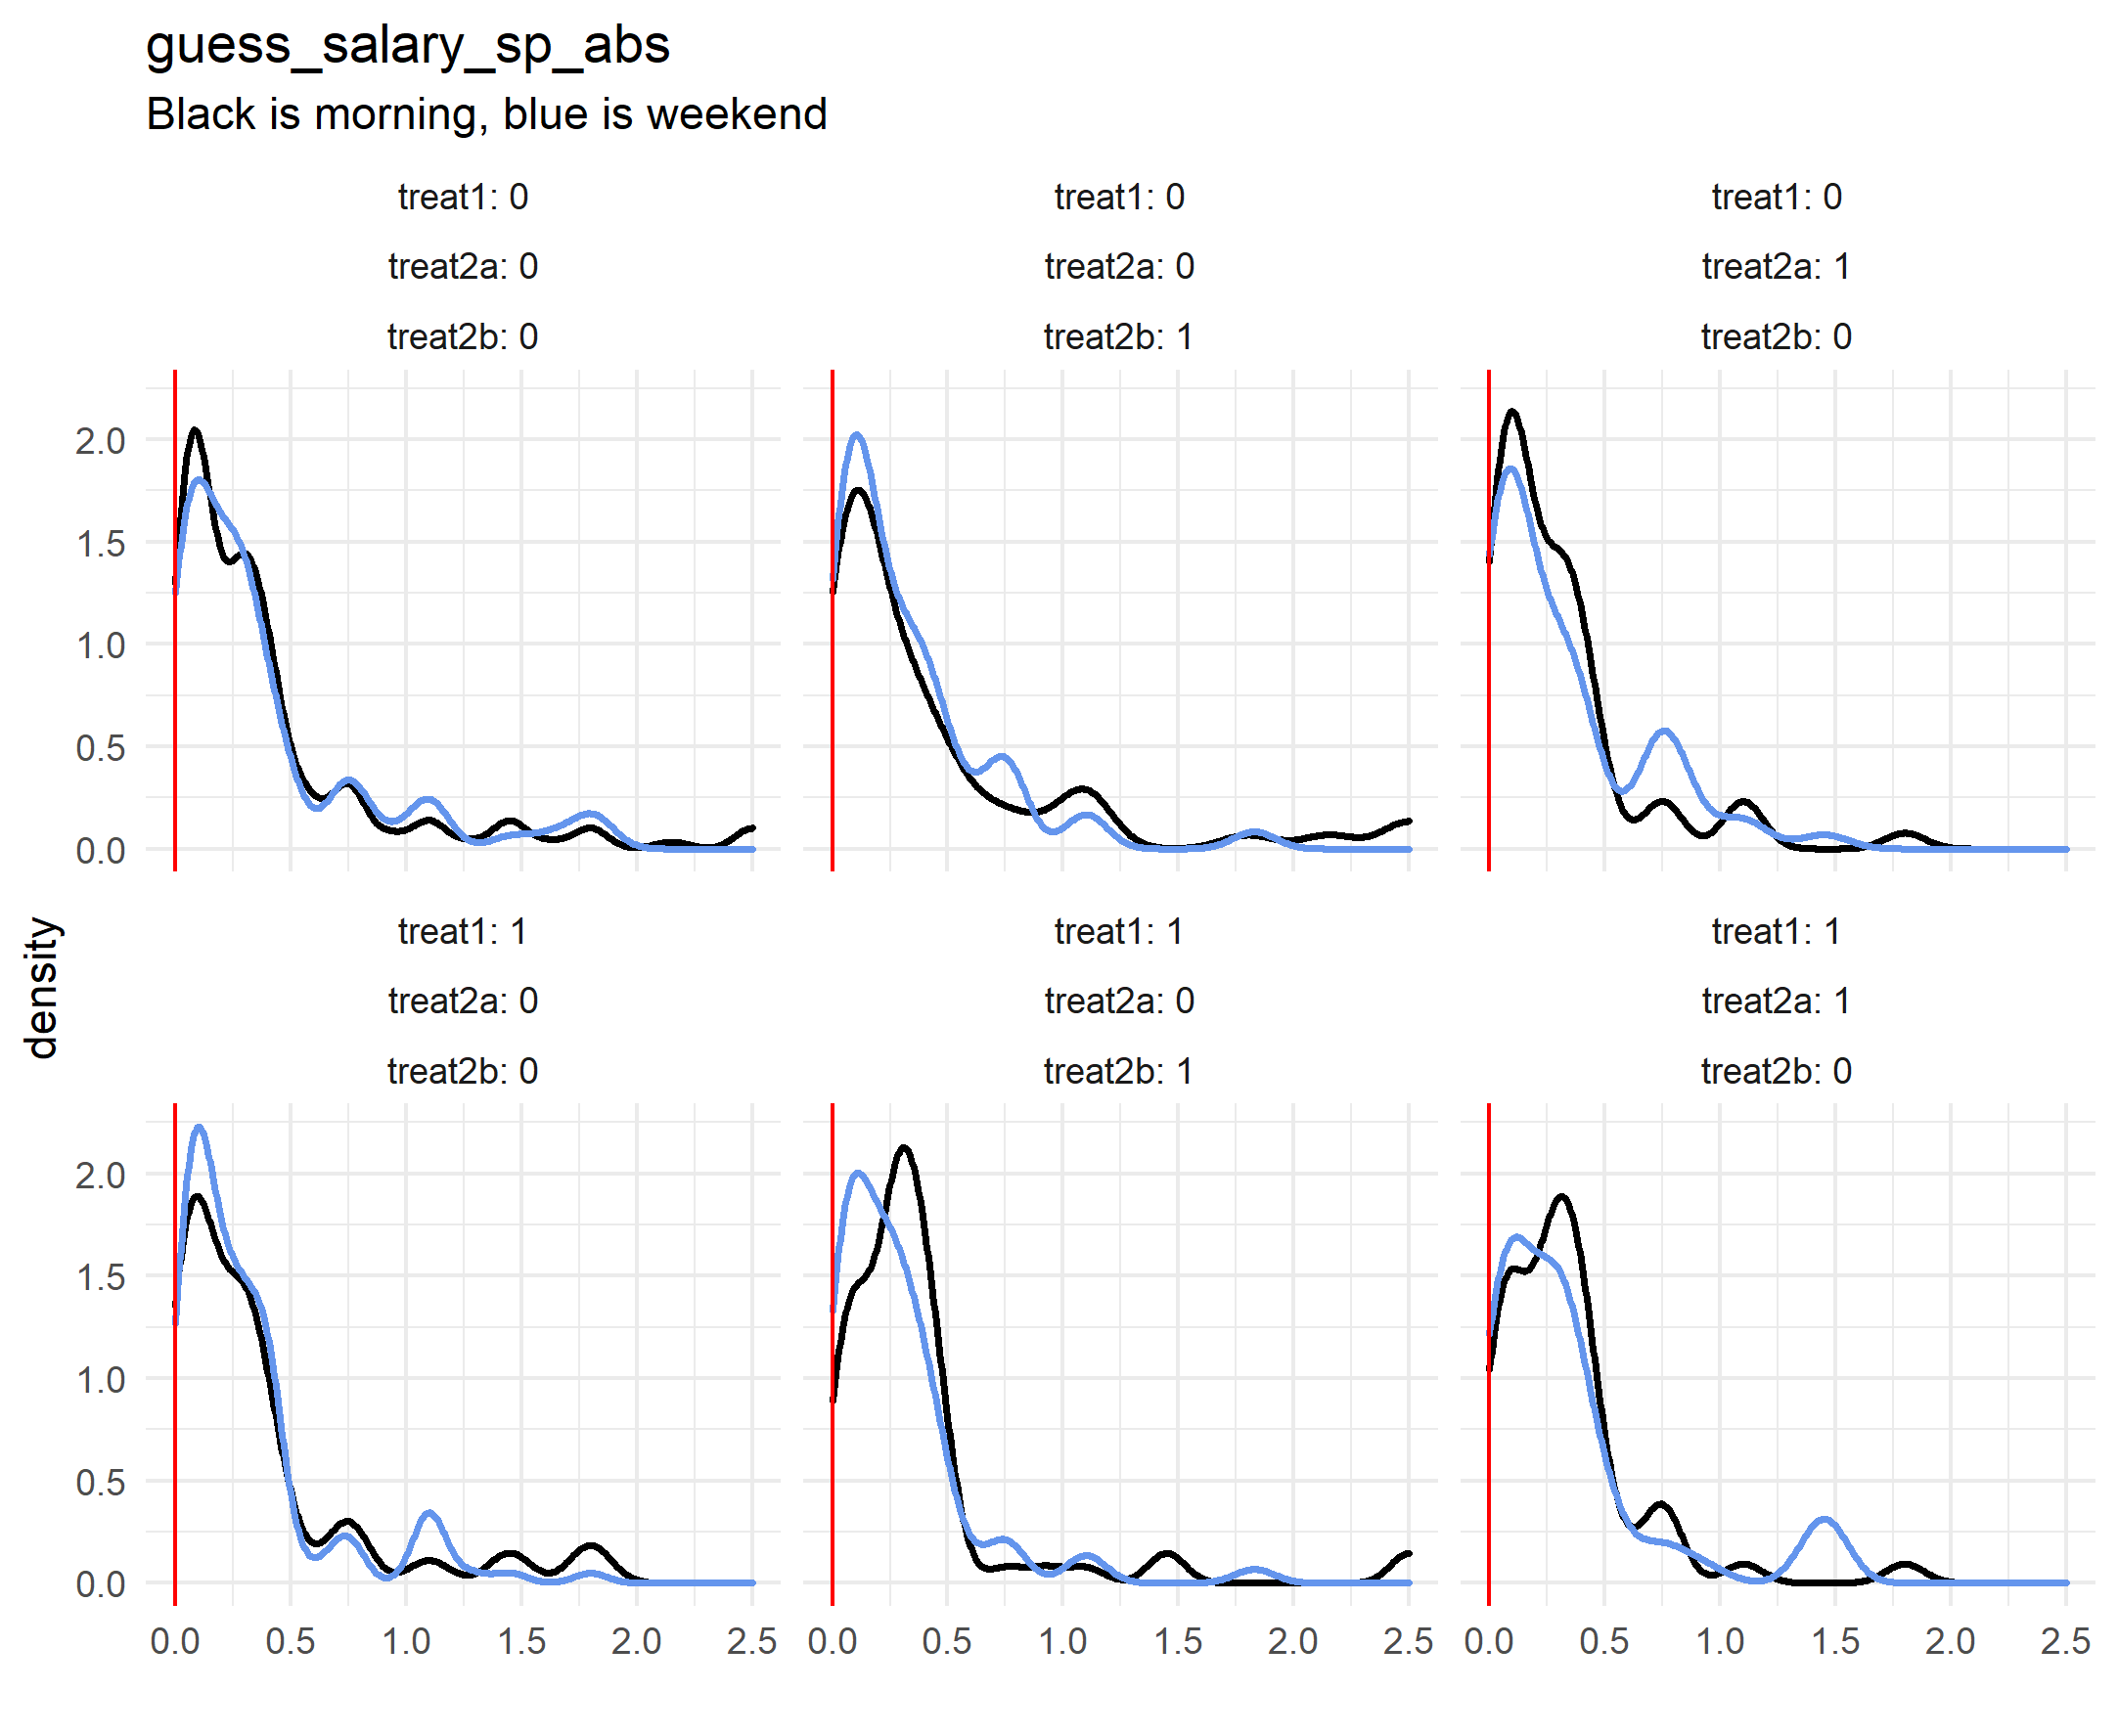 guess_salary_sp_abs
Black is morning, blue is weekend
treat1: 0 treat1: 0 treat1: 0
treat2a: 0 treat2a: 0 treat2a: 1
treat2b: 0 treat2b: 1 treat2b: 0
2.0
1.5
1.0
0.5
0.0
density
treat1: 1 treat1: 1 treat1: 1
treat2a: 0 treat2a: 0 treat2a: 1
treat2b: 0 treat2b: 1 treat2b: 0
2.0
1.5
1.0
0.5
0.0
0.0 0.5 1.0 1.5 2.0 2.5 0.0 0.5 1.0 1.5 2.0 2.5 0.0 0.5 1.0 1.5 2.0 2.5